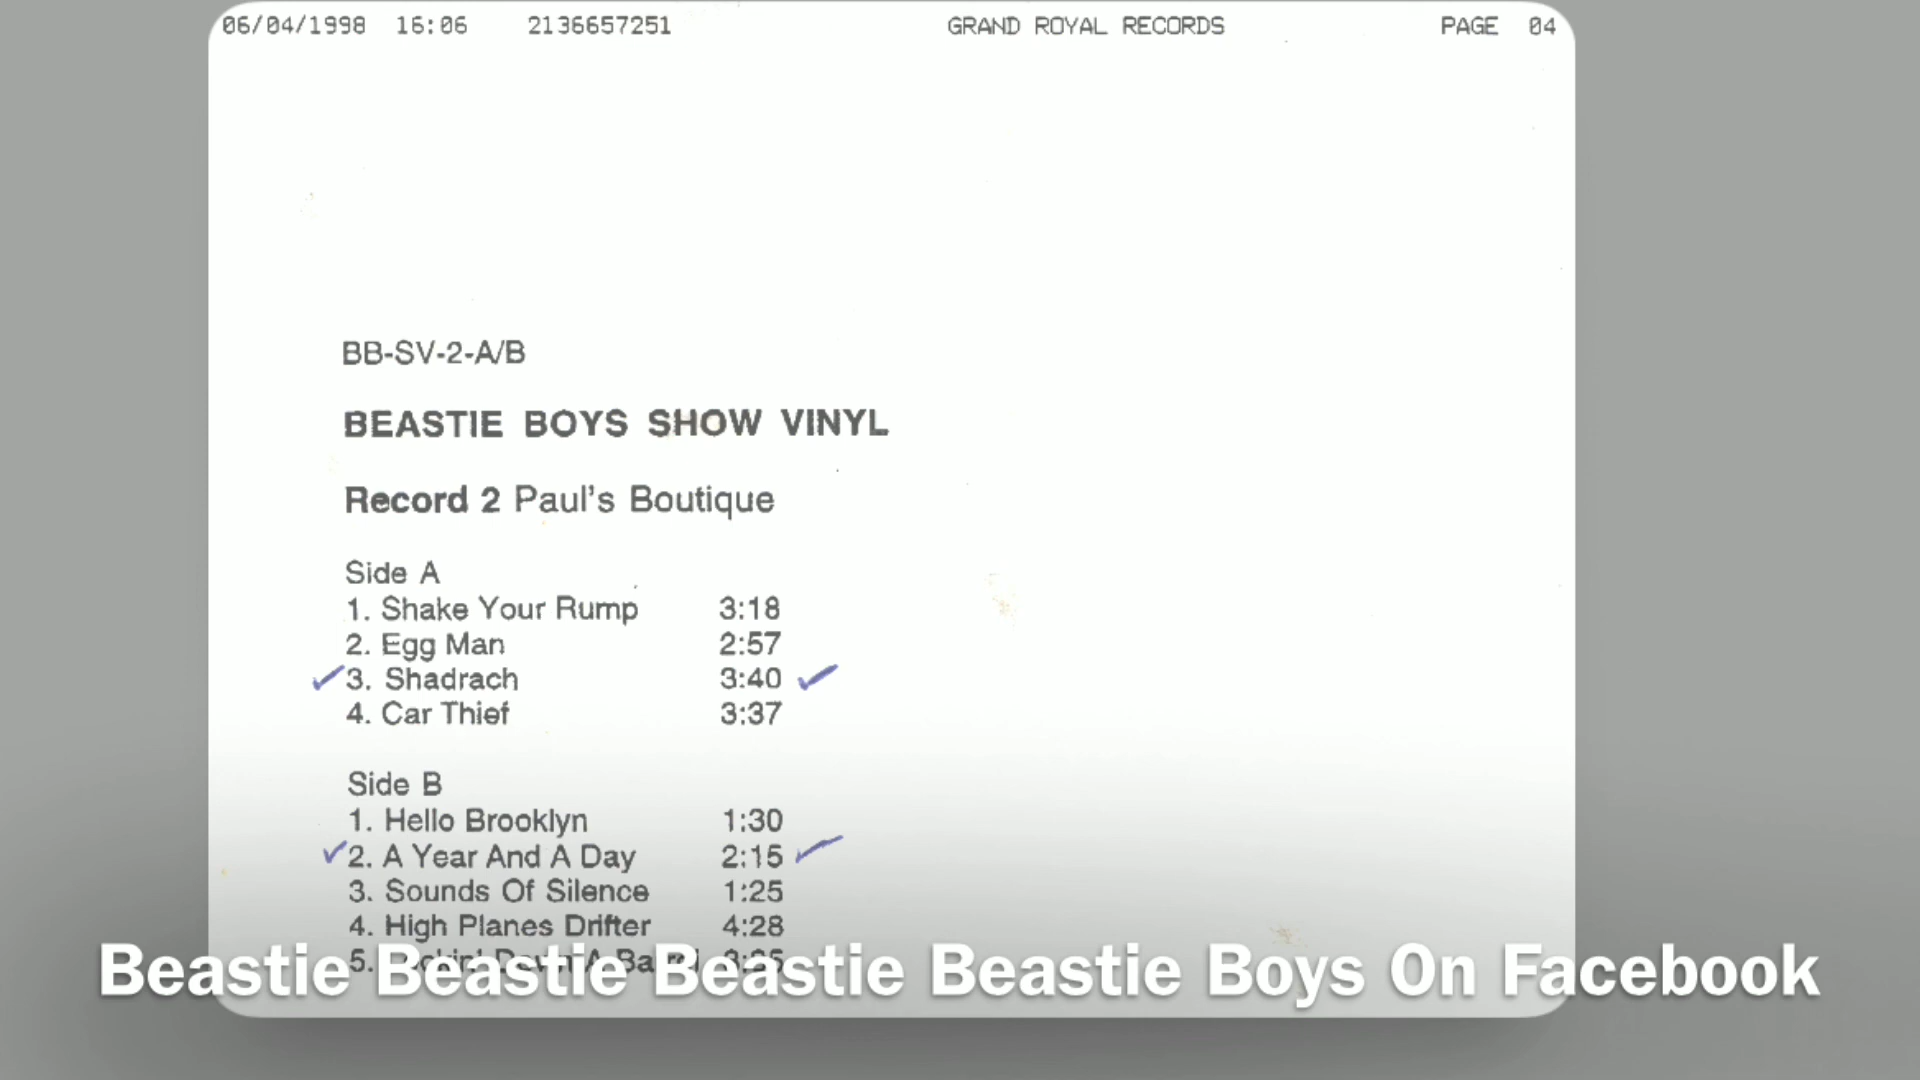 06/04/1998 16:06 2136657251 GRAND ROYAL RECORDS PAGE 04
BB-SV-2-A/B
BEASTIE BOYS SHOW VINYL
Record 2 Paul's Boutique
Side A
1. Shake Your Rump 3:18
2. Egg Man 2:57
3. Shadrach 3:40
4. Car Thief 3:37
Side B
1. Hello Brooklyn 1:30
2. A Year And A Day 2:15
3. Sounds Of Silence 1:25
4. High Planes Drifter 4:28
5. Down A
Beastie Beastie Beastie Beastie Boys On Facebook